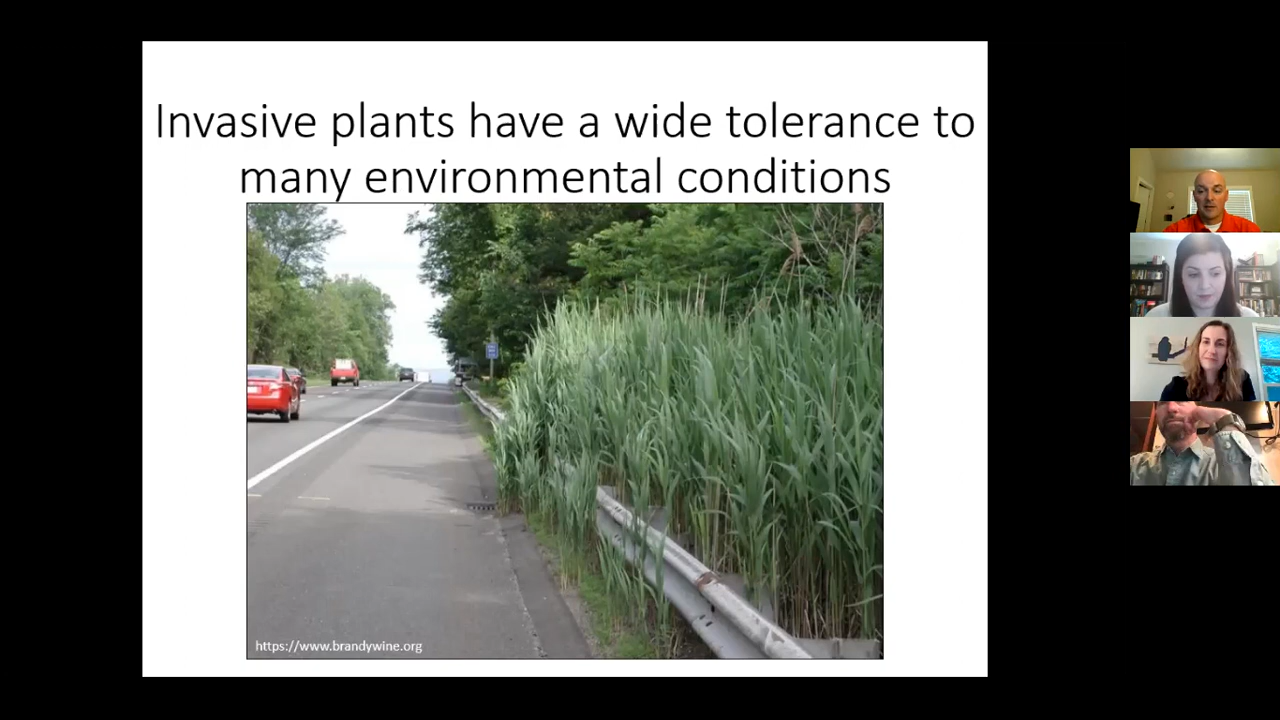 Invasive plants have a wide tolerance to
many environmental conditions
https://www.brandywine.org